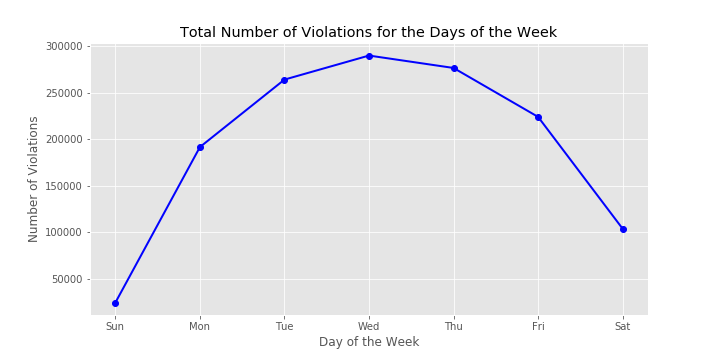 Total Number of Violations for the Days of the Week
300000
250000
200000
150000
100000
50000
Number of Violations
Sun Mon Tue Wed Thu Fri Sat
Day of the Week